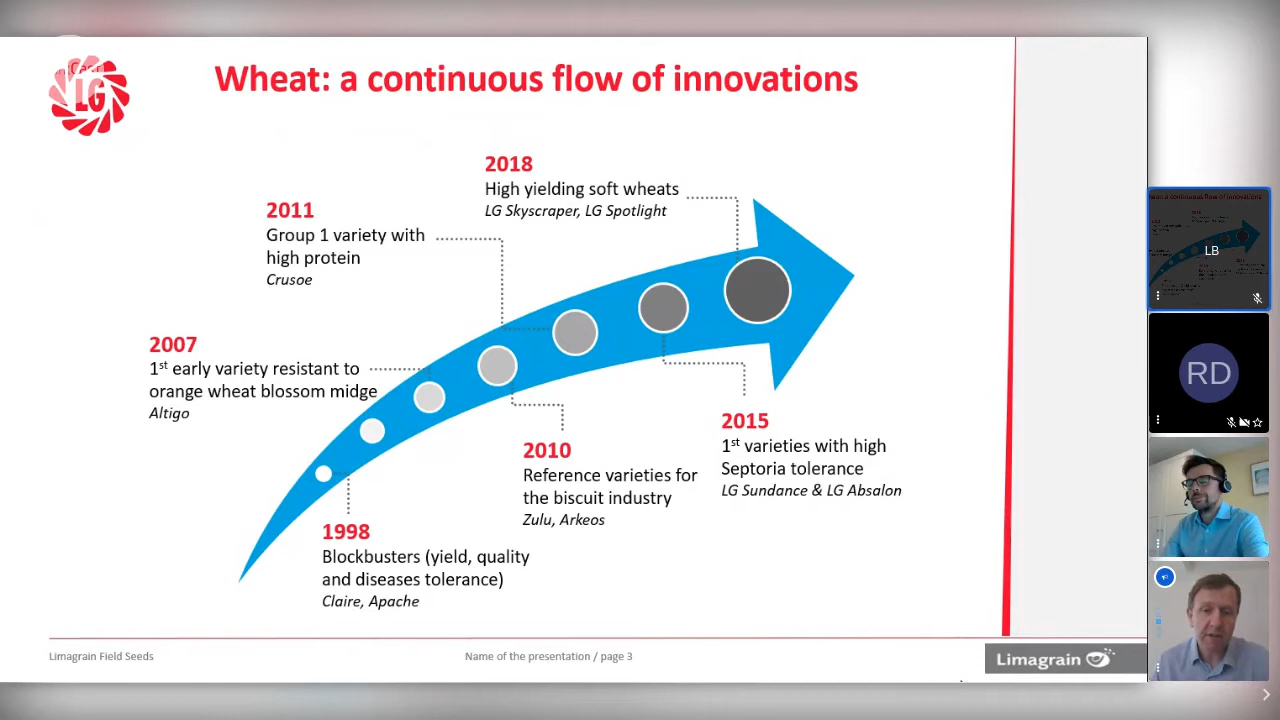 LG
Wheat: a continuous flow of innovations
2018
High yielding soft wheats
LG Skyscraper, LG Spotlight
2011
Group 1 variety with
high protein
Crusoe
2007
1st early variety resistant to
orange wheat blossom midge
Altigo
2015
1st varieties with high
Septoria tolerance
LG Sundance & LG Absalon
2010
Reference varieties for
the biscuit industry
Zulu, Arkeos
1998
Blockbusters (yield, quality
and diseases tolerance)
Claire, Apache
Limagrain Field Seeds
Name of the presentation / page 3
Limagrain
LB
RD